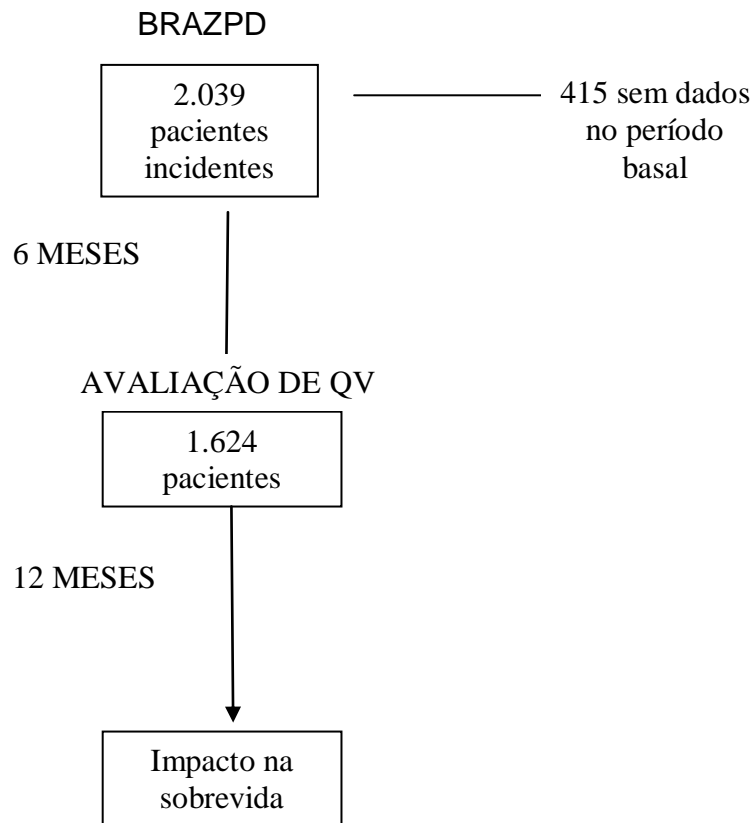 BRAZPD
2.039
pacientes
incidentes
415 sem dados
no período
basal
6 MESES
AVALIAÇÃO DE QV
1.624
pacientes
12 MESES
Impacto na
sobrevida